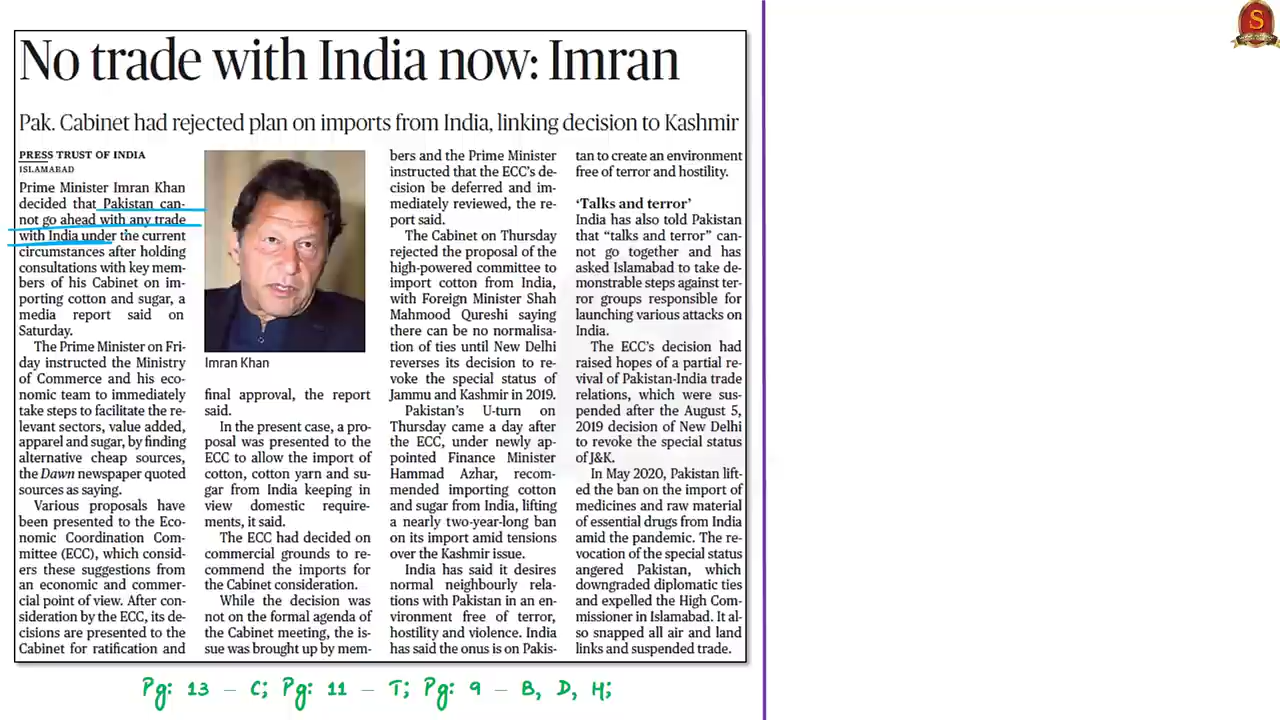 No trade with India now: Imran
Pak. Cabinet had rejected plan on imports from India, linking decision to Kashmir
PRESS TRUST OF INDIA
ISLAMABAD
Prime Minister Imran Khan
decided that Pakistan can-
not go ahead with any trade
with India under the current
circumstances after holding
consultations with key mem-
bers of his Cabinet on im-
porting cotton and sugar, a
media report said on
Saturday.
The Prime Minister on Fri-
day instructed the Ministry
of Commerce and his eco-
nomic team to immediately
take steps to facilitate the re-
levant sectors, value added,
apparel and sugar, by finding
alternative cheap sources,
the Dawn newspaper quoted
sources as saying.
Various proposals have
been presented to the Eco-
nomic Coordination Com-
mittee (ECC), which consid-
ers these suggestions from
an economic and commer-
cial point of view. After con-
sideration by the ECC, its de-
cisions are presented to the
Cabinet for ratification and
Imran Khan
final approval, the report
said.
In the present case, a pro-
posal was presented to the
ECC to allow the import of
cotton, cotton yarn and su-
gar from India keeping in
view domestic require-
ments, it said.
The ECC had decided on
commercial grounds to re-
commend the imports for
the Cabinet consideration.
While the decision was
not on the formal agenda of
the Cabinet meeting, the is-
sue was brought up by mem-
bers and the Prime Minister
instructed that the ECC's de-
cision be deferred and im-
mediately reviewed, the re-
port said.
The Cabinet on Thursday
rejected the proposal of the
high-powered committee to
import cotton from India,
with Foreign Minister Shah
Mahmood Qureshi saying
there can be no normalisa-
tion of ties until New Delhi
reverses its decision to re-
voke the special status of
Jammu and Kashmir in 2019.
Pakistan's U-turn on
Thursday came a day after
the ECC, under newly ap-
pointed Finance Minister
Hammad Azhar, recom-
mended importing cotton
and sugar from India, lifting
a nearly two-year-long ban
on its import amid tensions
over the Kashmir issue.
India has said it desires
normal neighbourly rela-
tions with Pakistan in an en-
vironment free of terror,
hostility and violence. India
has said the onus is on Pakis-
tan to create an environment
free of terror and hostility.
'Talks and terror'
India has also told Pakistan
that “talks and terror” can-
not go together and has
asked Islamabad to take de-
monstrable steps against ter-
ror groups responsible for
launching various attacks on
India.
The ECC's decision had
raised hopes of a partial re-
vival of Pakistan-India trade
relations, which were sus-
pended after the August 5,
2019 decision of New Delhi
to revoke the special status
of J&K.
In May 2020, Pakistan lift-
ed the ban on the import of
medicines and raw material
of essential drugs from India
amid the pandemic. The re-
vocation of the special status
angered Pakistan, which
downgraded diplomatic ties
and expelled the High Com-
missioner in Islamabad. It al-
so snapped all air and land
links and suspended trade.
Pg: 13 – C; Pg: 11 – T; Pg: 9 – B, D, H;
S